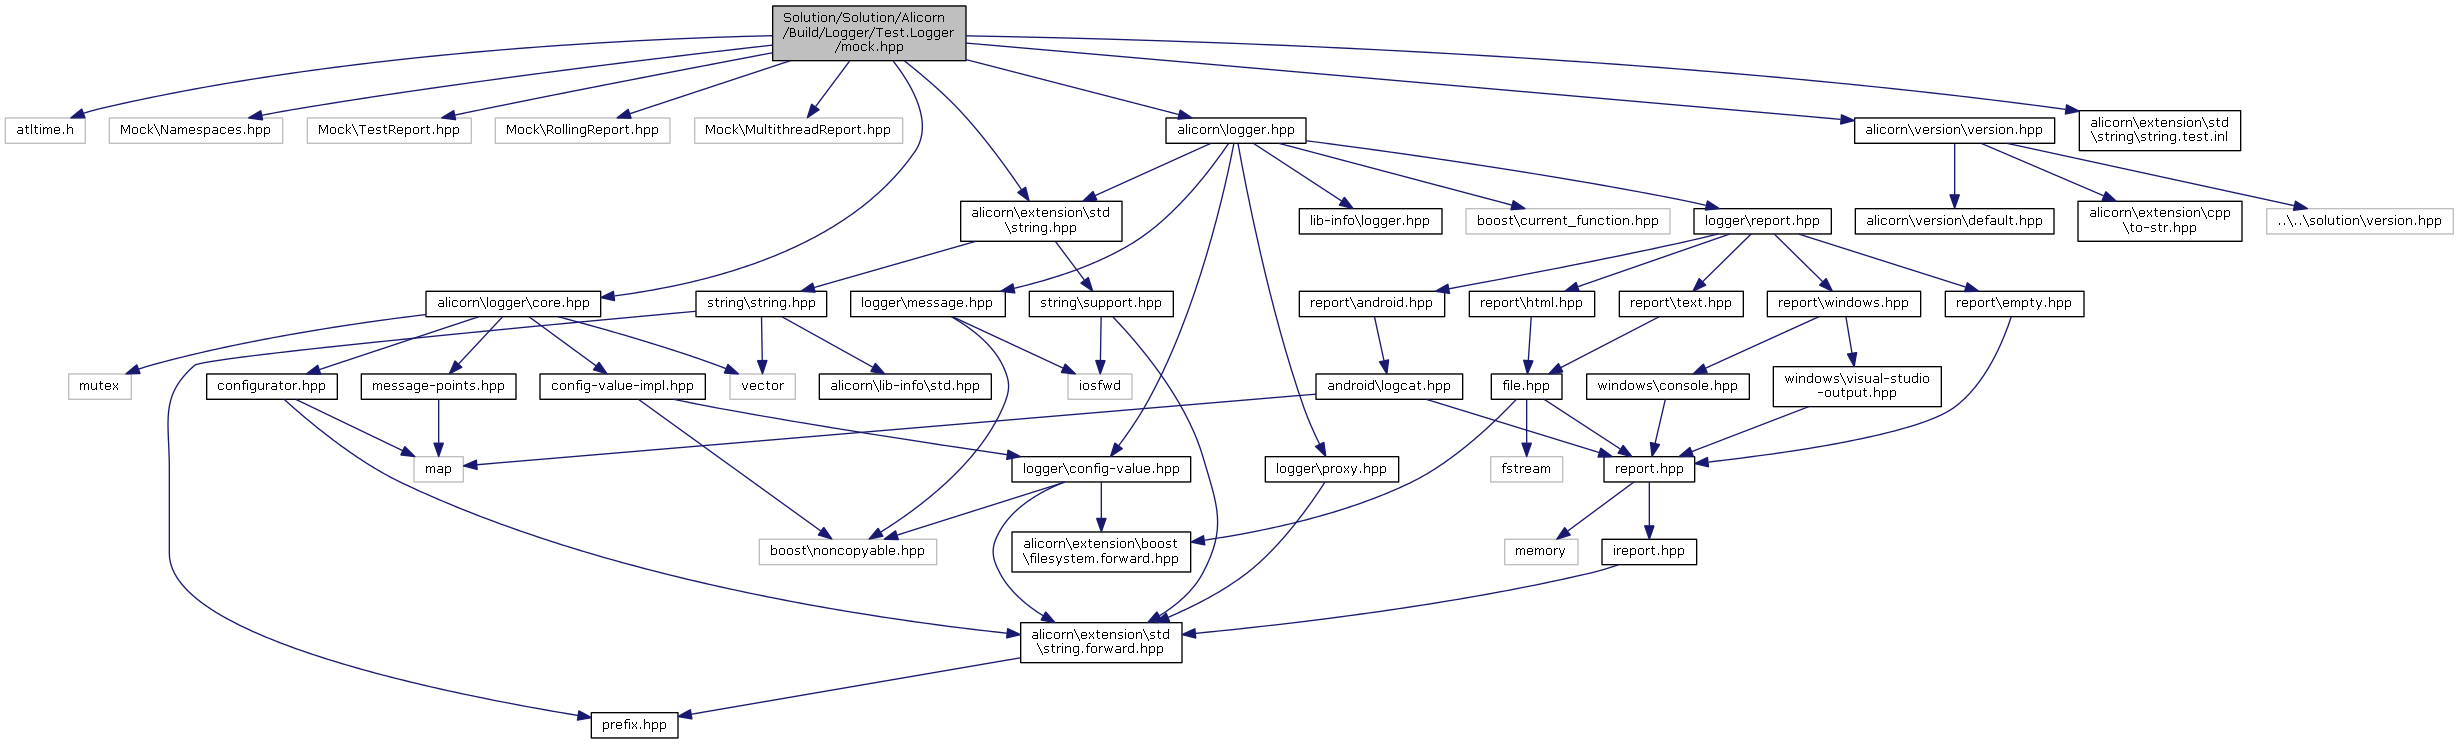 Solution/Solution/Alicorn
/Build/Logger/Test.Logger
/mock.hpp
atltime.h
Mock\Namespaces.hpp
Mock\TestReport.hpp
Mock\RollingReport.hpp
Mock\MultithreadReport.hpp
alicorn\logger.hpp
alicorn\version\version.hpp
alicorn\extension\std
\string\string.test.inl
alicorn\extension\std
\string.hpp
lib-info\logger.hpp
boost\current_function.hpp
logger\report.hpp
alicorn\version\default.hpp
alicorn\extension\cpp
\to-str.hpp
..\..\solution\version.hpp
alicorn\logger\core.hpp
string\string.hpp
logger\message.hpp
string\support.hpp
report\android.hpp
report\html.hpp
report\text.hpp
report\windows.hpp
report\empty.hpp
mutex
configurator.hpp
message-points.hpp
config-value-impl.hpp
vector
alicorn\lib-info\std.hpp
iosfwd
android\logcat.hpp
file.hpp
windows\console.hpp
windows\visual-studio
-output.hpp
map
logger\config-value.hpp
logger\proxy.hpp
fstream
report.hpp
boost\noncopyable.hpp
alicorn\extension\boost
\filesystem.forward.hpp
memory
ireport.hpp
alicorn\extension\std
\string.forward.hpp
prefix.hpp